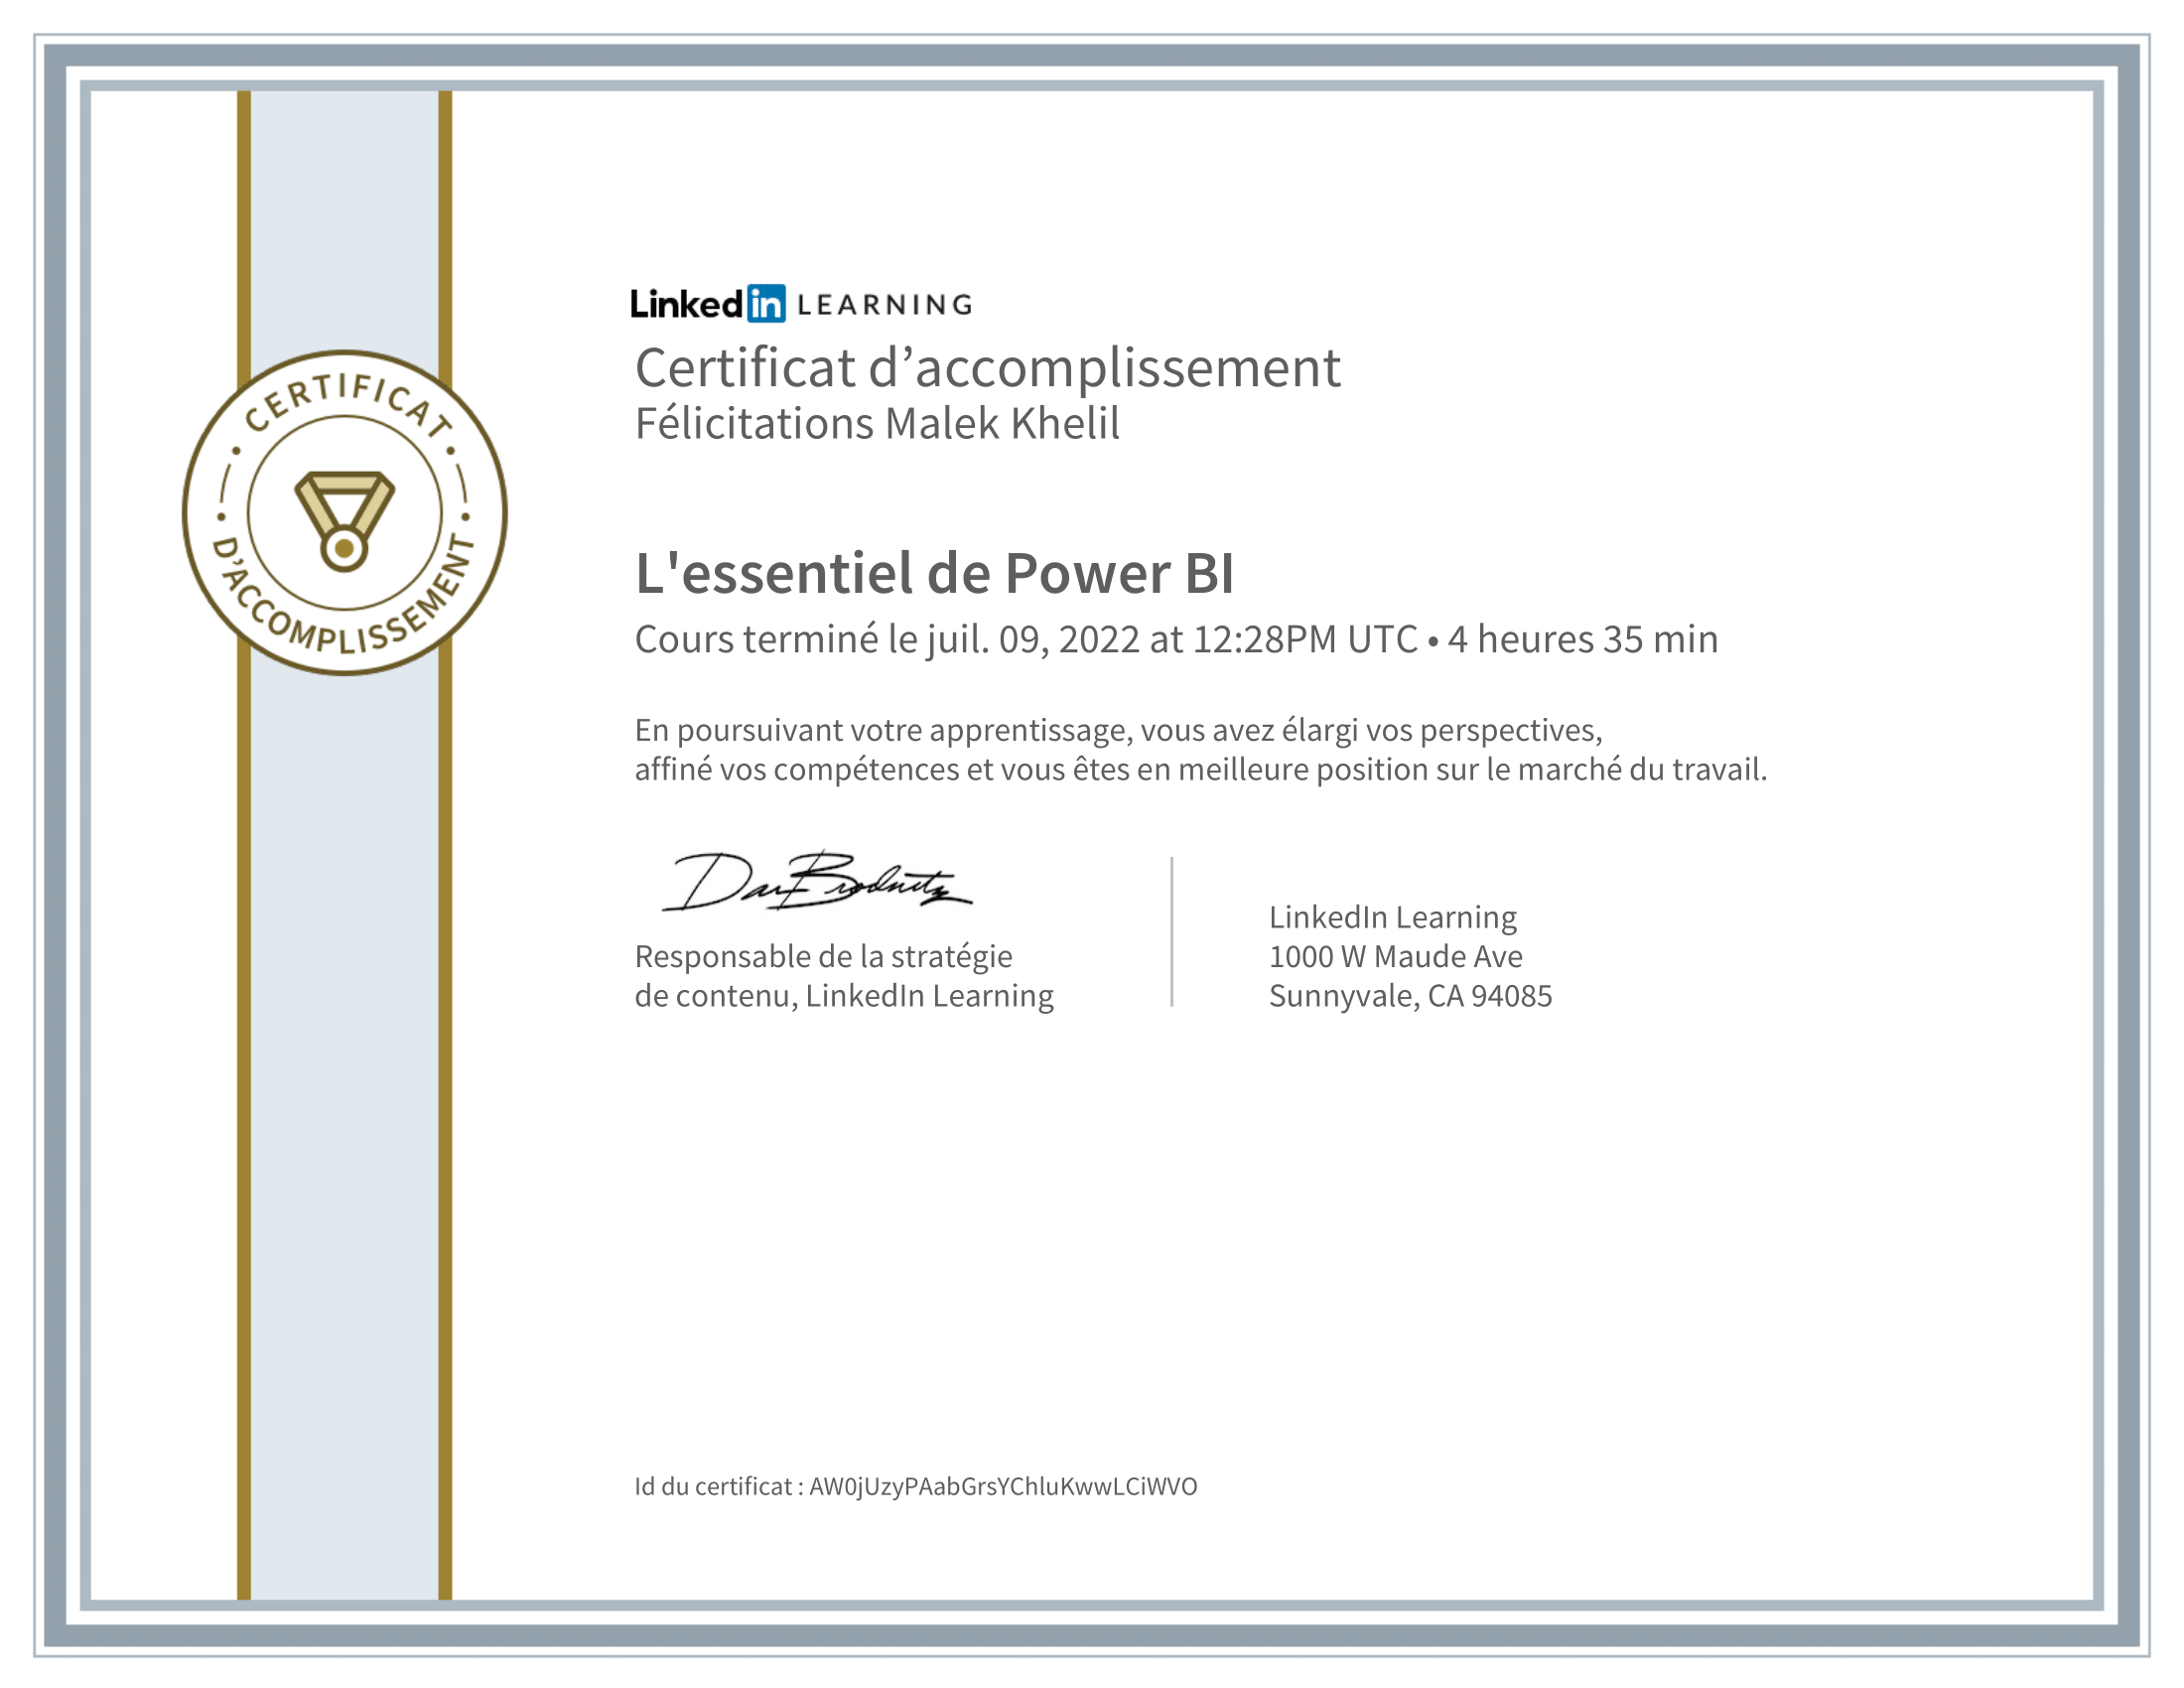 CERTIFICAT
D’ACCOMPLISSEMENT
Linkedin LEARNING
Certificat d’accomplissement
Félicitations Malek Khelil
L'essentiel de Power BI
Cours terminé le juil. 09, 2022 at 12:28PM UTC • 4 heures 35 min
En poursuivant votre apprentissage, vous avez élargi vos perspectives,
affiné vos compétences et vous êtes en meilleure position sur le marché du travail.
Dan Brodnitz
Responsable de la stratégie
de contenu, LinkedIn Learning
LinkedIn Learning
1000 W Maude Ave
Sunnyvale, CA 94085
Id du certificat : AW0jUzyPAabGrsYChluKwwLCiWVO